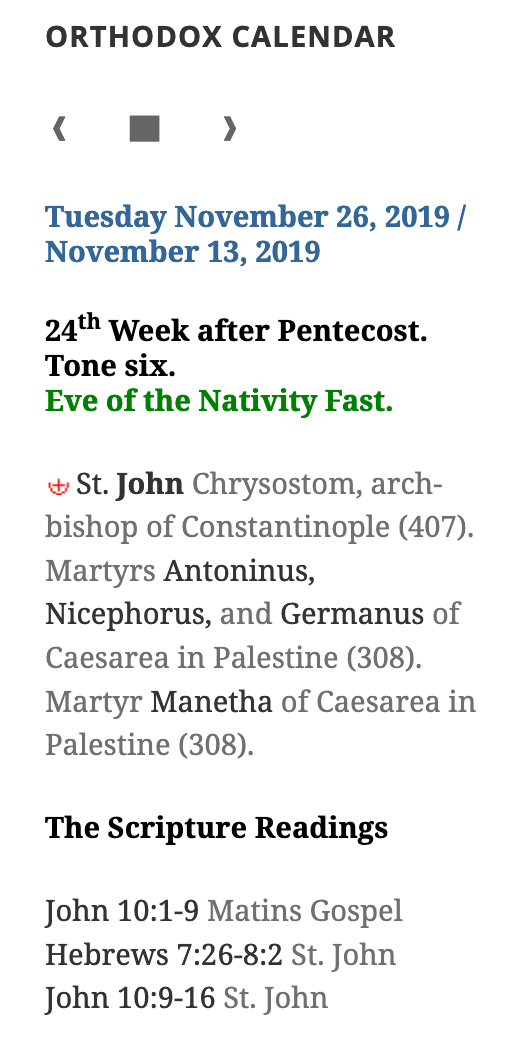 ORTHODOX CALENDAR
❰ ■ ❱
Tuesday November 26, 2019 /
November 13, 2019
24th Week after Pentecost.
Tone six.
Eve of the Nativity Fast.
St. John Chrysostom, arch-
bishop of Constantinople (407).
Martyrs Antoninus,
Nicephorus, and Germanus of
Caesarea in Palestine (308).
Martyr Manetha of Caesarea in
Palestine (308).
The Scripture Readings
John 10:1-9 Matins Gospel
Hebrews 7:26-8:2 St. John
John 10:9-16 St. John